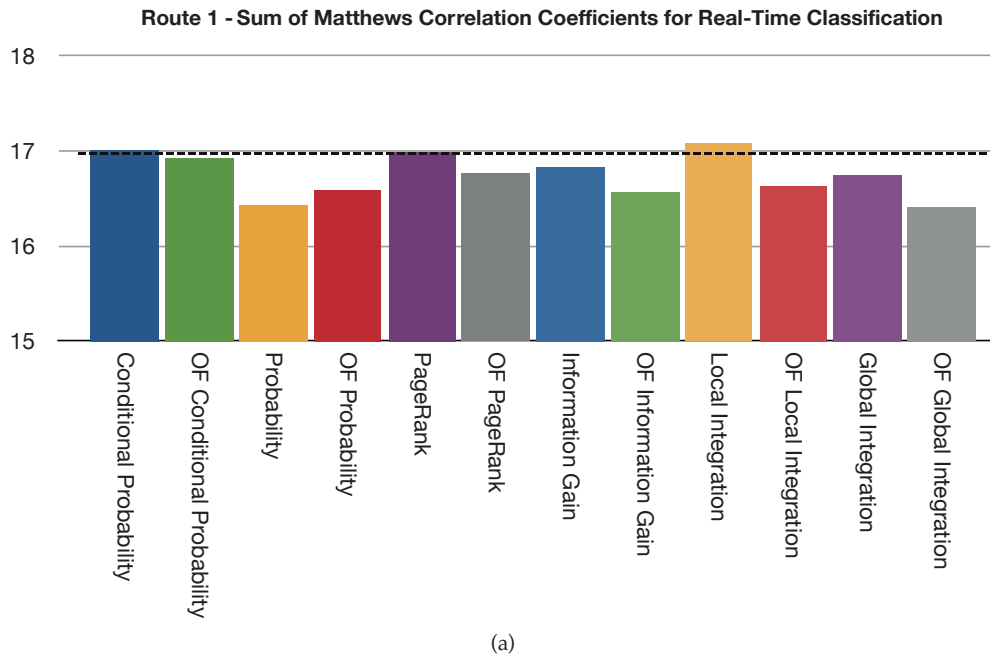 Route 1 - Sum of Matthews Correlation Coefficients for Real-Time Classification
18
17
16
15
Conditional Probability
OF Conditional Probability
Probability
OF Probability
PageRank
OF PageRank
Information Gain
OF Information Gain
Local Integration
OF Local Integration
Global Integration
OF Global Integration
(a)